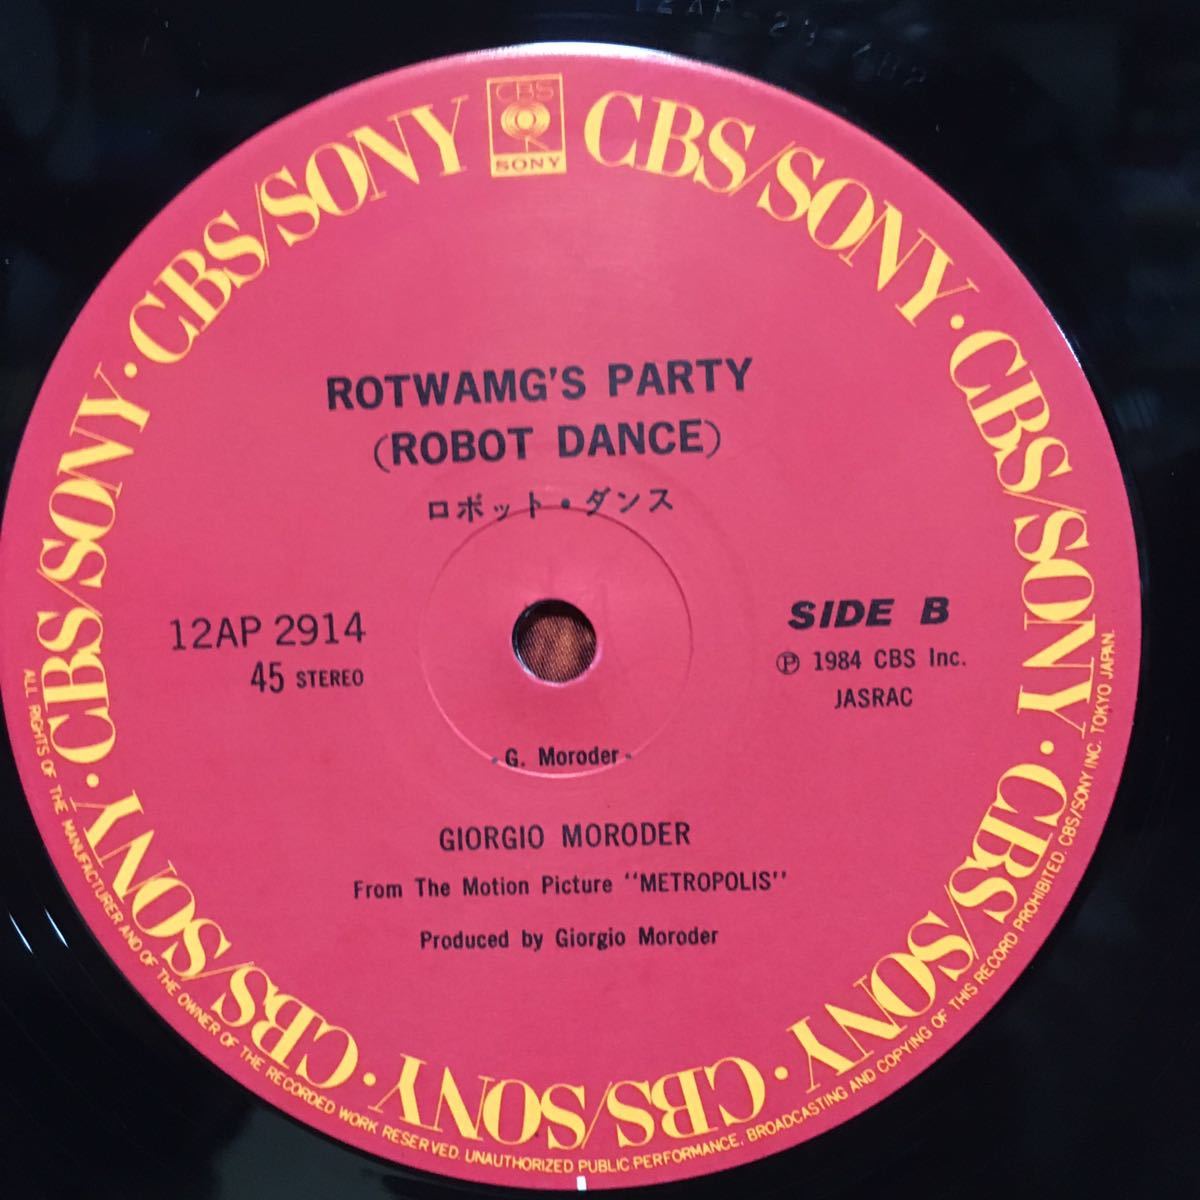 CBS
SONY
CBS/SONY · CBS/SONY · CBS/SONY · CBS/SONY · CBS/SONY · CBS/SONY · CBS/SONY · CBS/SONY
ROTWAMG'S PARTY
(ROBOT DANCE)
ロボット・ダンス
12AP 2914
45 STEREO
SIDE B
Ⓟ 1984 CBS Inc.
JASRAC
G. Moroder
GIORGIO MORODER
From The Motion Picture "METROPOLIS"
Produced by Giorgio Moroder
ALL RIGHTS OF THE MANUFACTURER AND OF THE OWNER OF THE RECORDED WORK RESERVED. UNAUTHORIZED PUBLIC PERFORMANCE, BROADCASTING AND COPYING OF THIS RECORD PROHIBITED. CBS/SONY INC. TOKYO JAPAN.